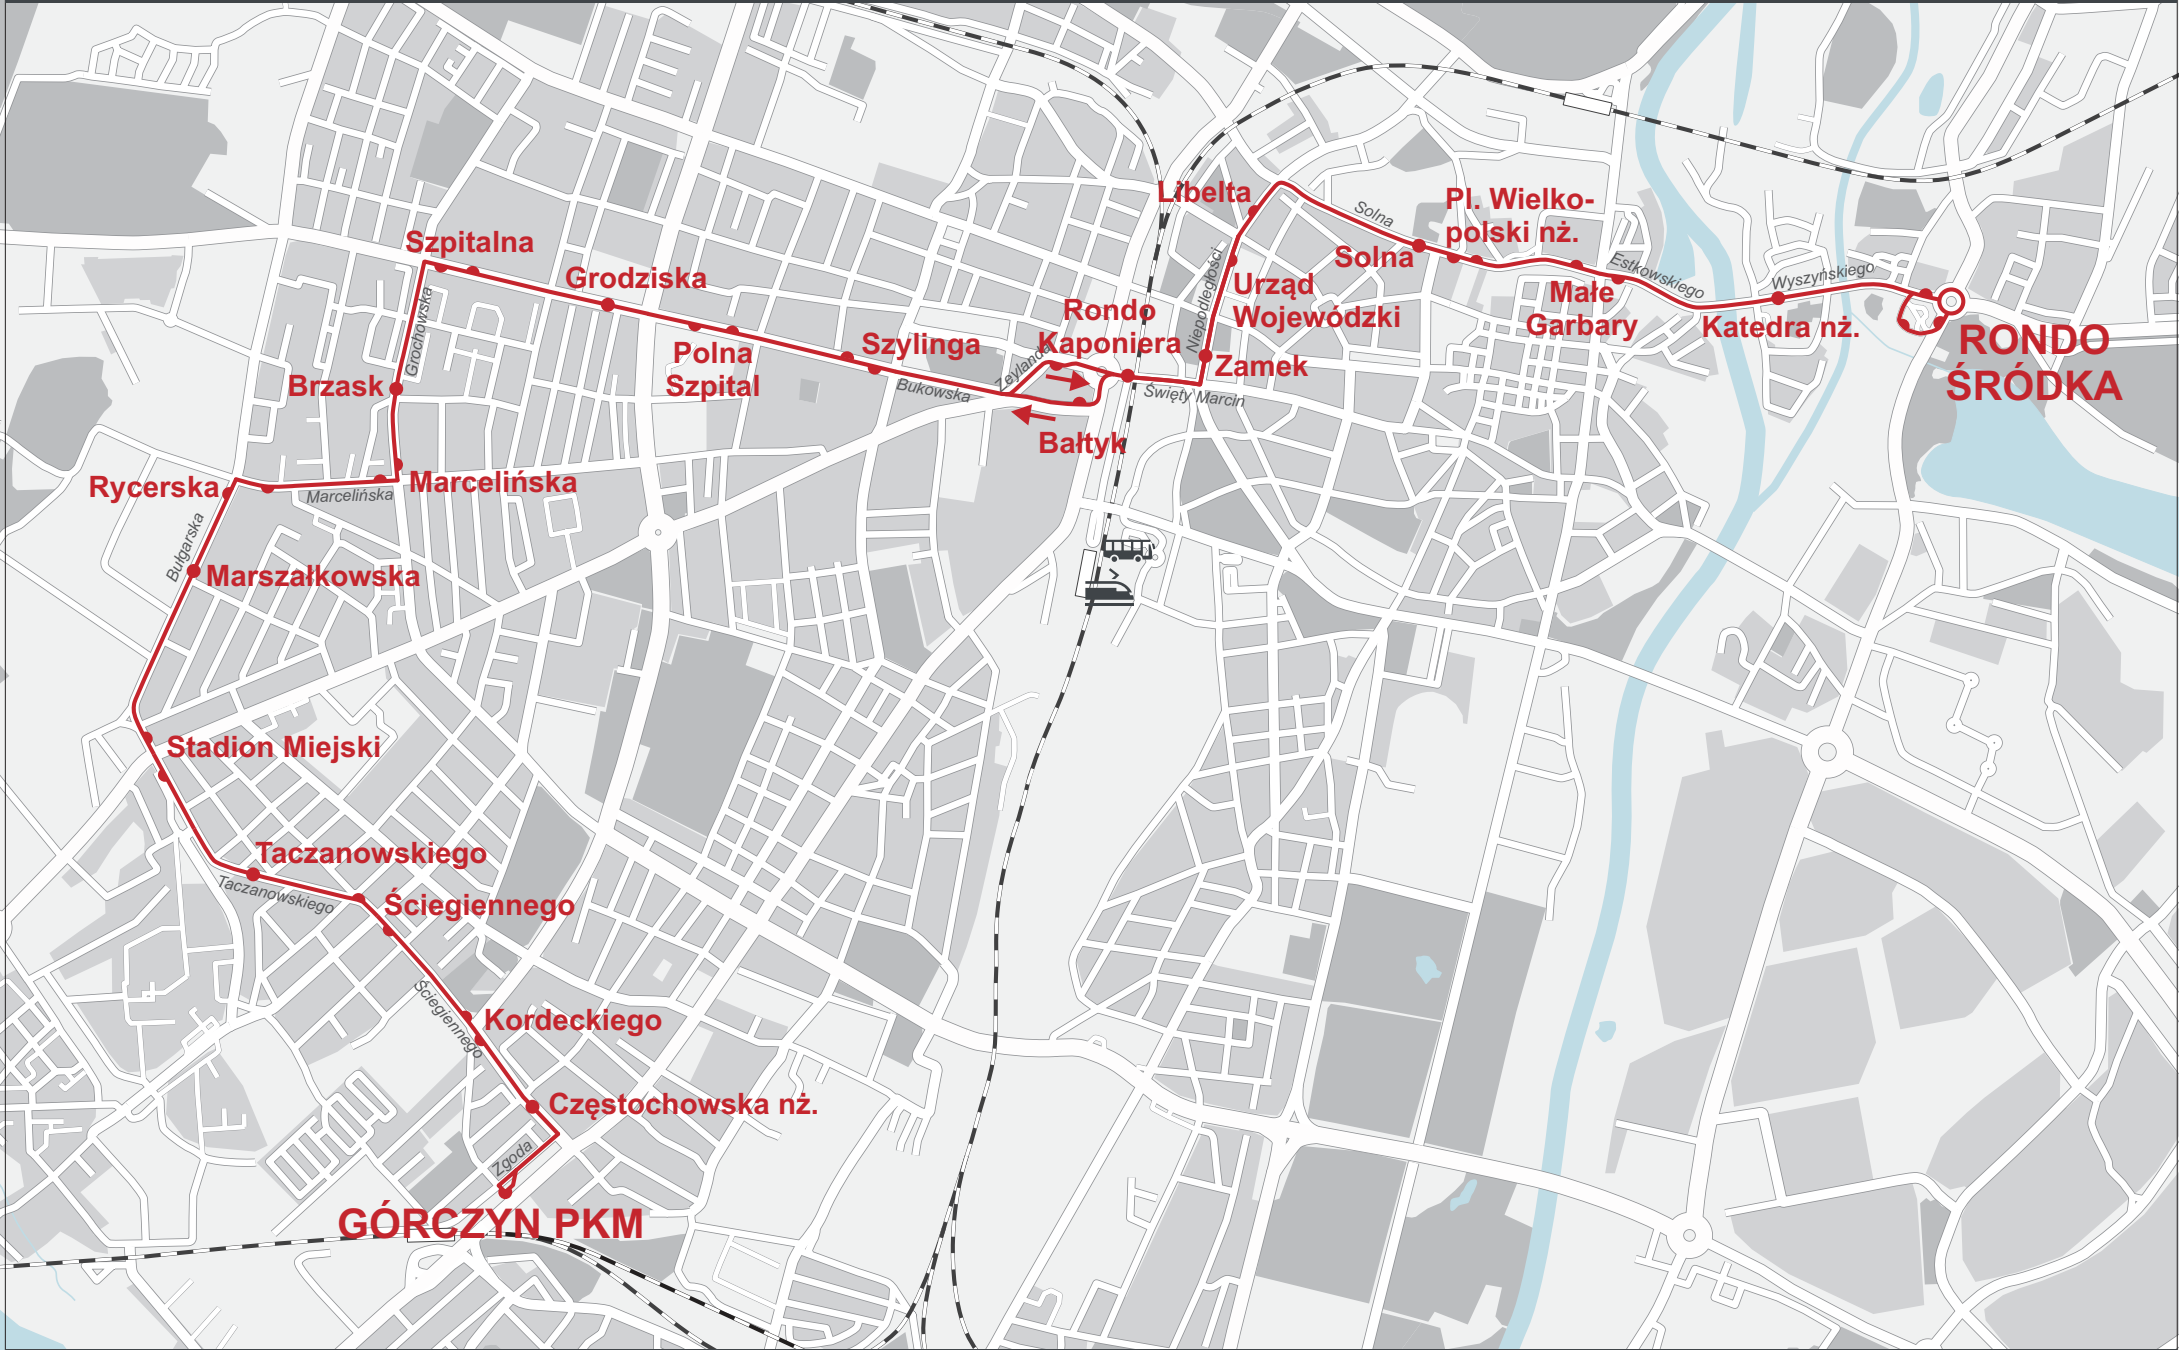 Libelta
Solna
Pl. Wielko-
polski nż.
Szpitalna
Solna
Grodziska
Niepodległości
Urząd
Wojewódzki
Estkowskiego
Wyszyńskiego
Małe
Garbary
Katedra nż.
RONDO
ŚRÓDKA
Grochowska
Rondo
Kaponiera
Szylinga
Polna
Szpital
Zeylanda
Zamek
Brzask
Bukowska
Święty Marcin
Bałtyk
Rycerska
Marcelińska
Marcelińska
Bułgarska
Marszałkowska
Stadion Miejski
Taczanowskiego
Taczanowskiego
Ściegiennego
Ściegiennego
Kordeckiego
Częstochowska nż.
Zgoda
GÓRCZYN PKM